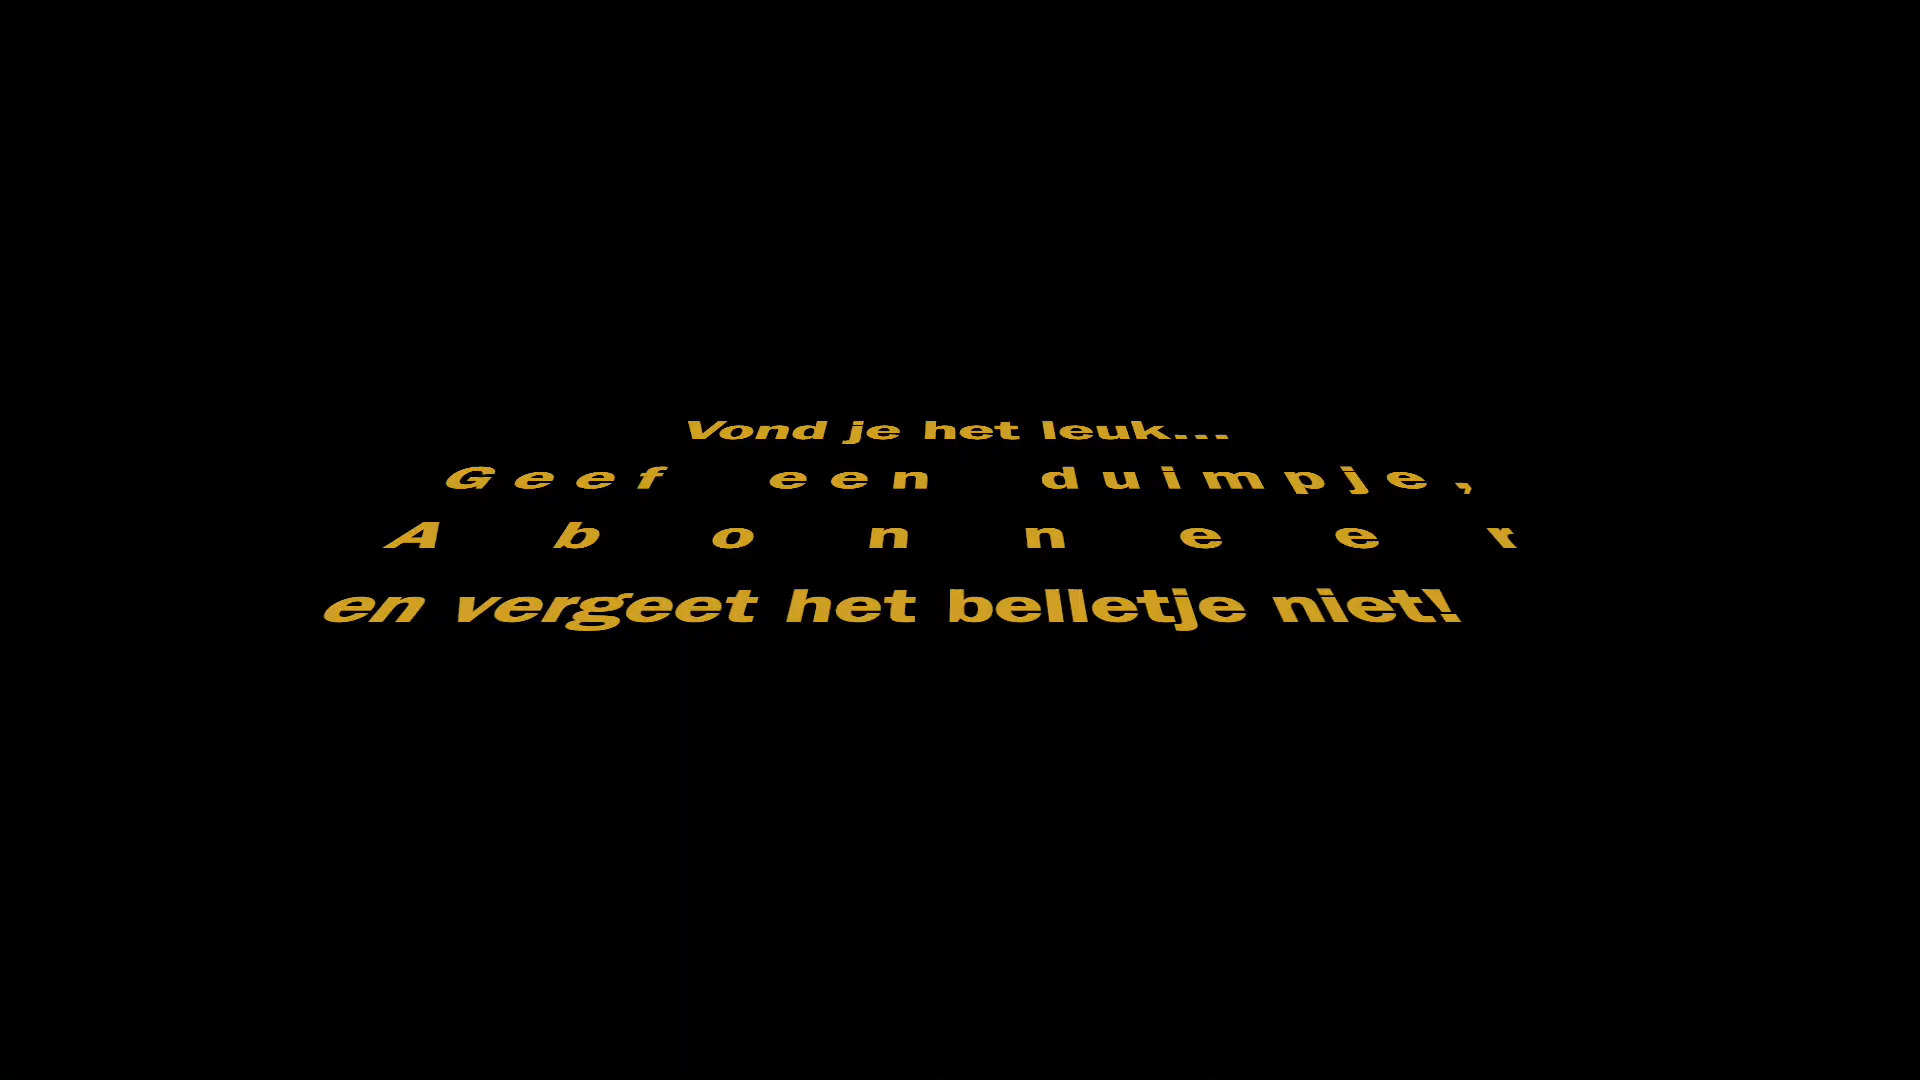 Vond je het leuk...
Geef een duimpje,
Abonneer
en vergeet het belletje niet!